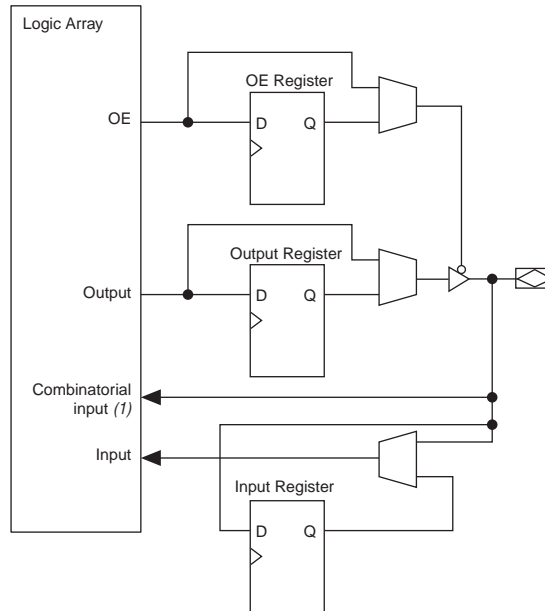 Logic Array
OE Register
OE
D Q
Output Register
Output
D Q
Combinatorial
input (1)
Input
Input Register
D Q